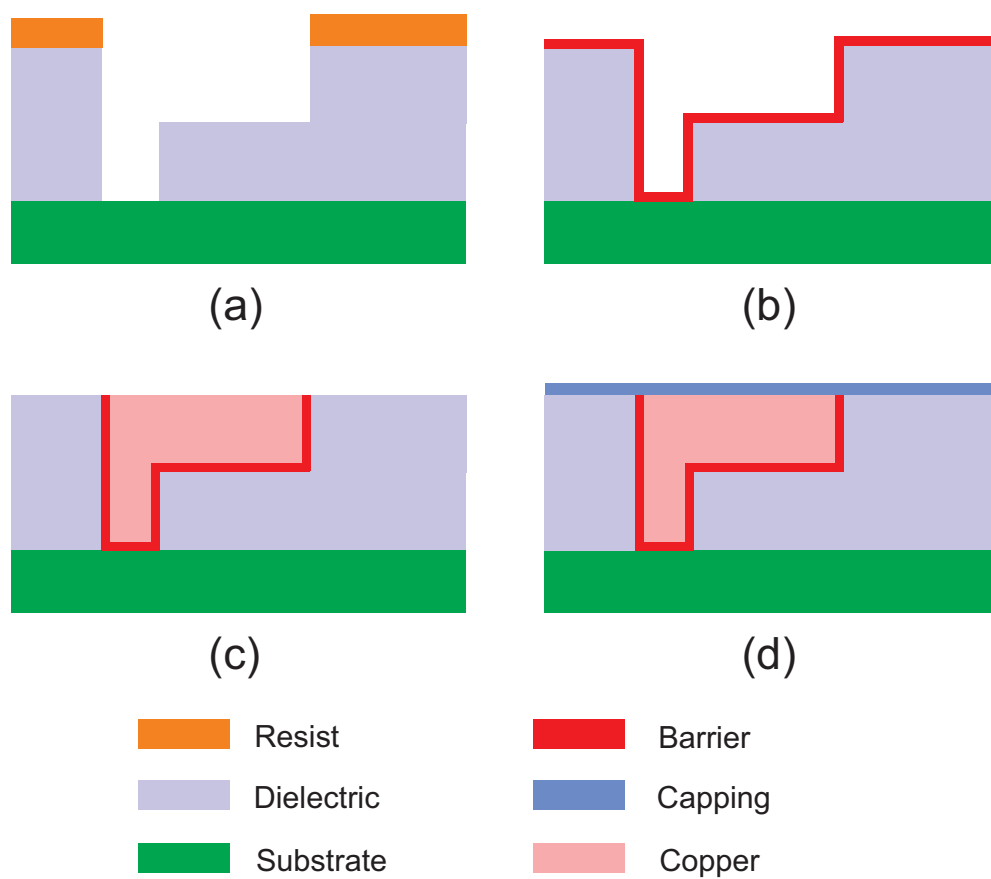 (a)
(b)
(c)
(d)
Resist
Barrier
Dielectric
Capping
Substrate
Copper